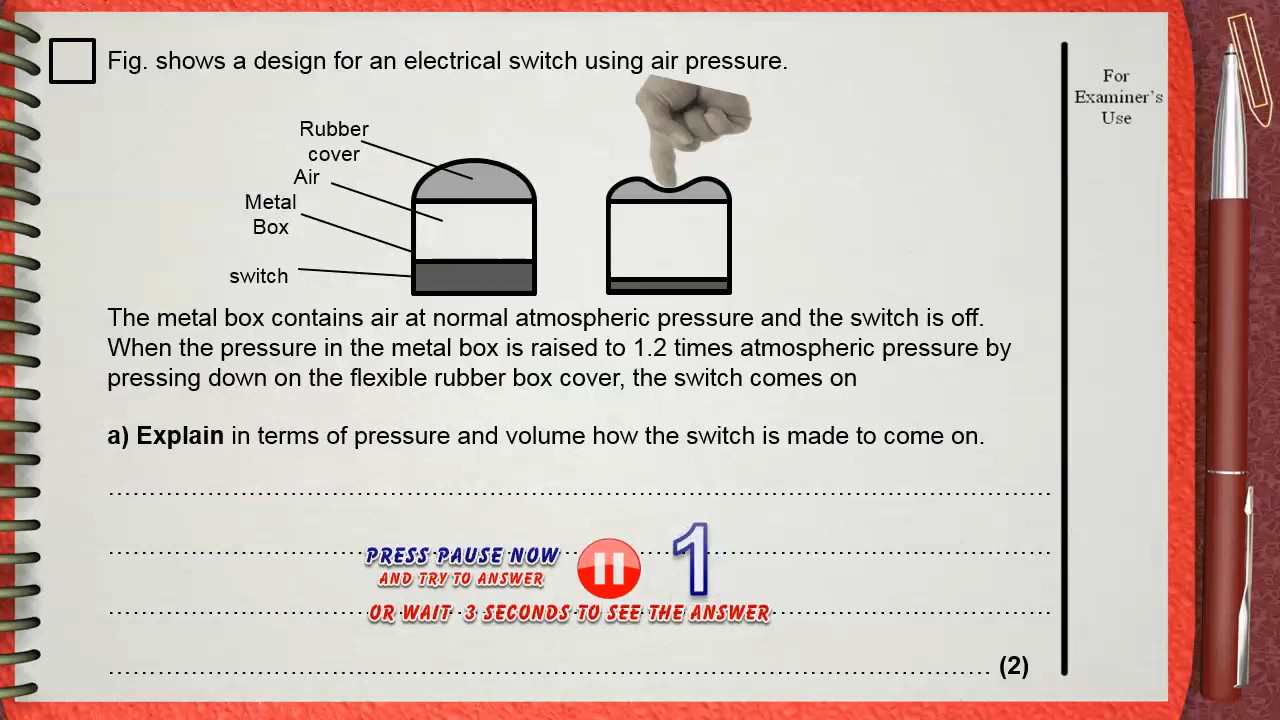 Fig. shows a design for an electrical switch using air pressure.
For
Examiner's
Use
Rubber
cover
Air
Metal
Box
switch
The metal box contains air at normal atmospheric pressure and the switch is off.
When the pressure in the metal box is raised to 1.2 times atmospheric pressure by
pressing down on the flexible rubber box cover, the switch comes on
a) Explain in terms of pressure and volume how the switch is made to come on.
PRESS PAUSE NOW
AND TRY TO ANSWER
1
OR WAIT 3 SECONDS TO SEE THE ANSWER
(2)